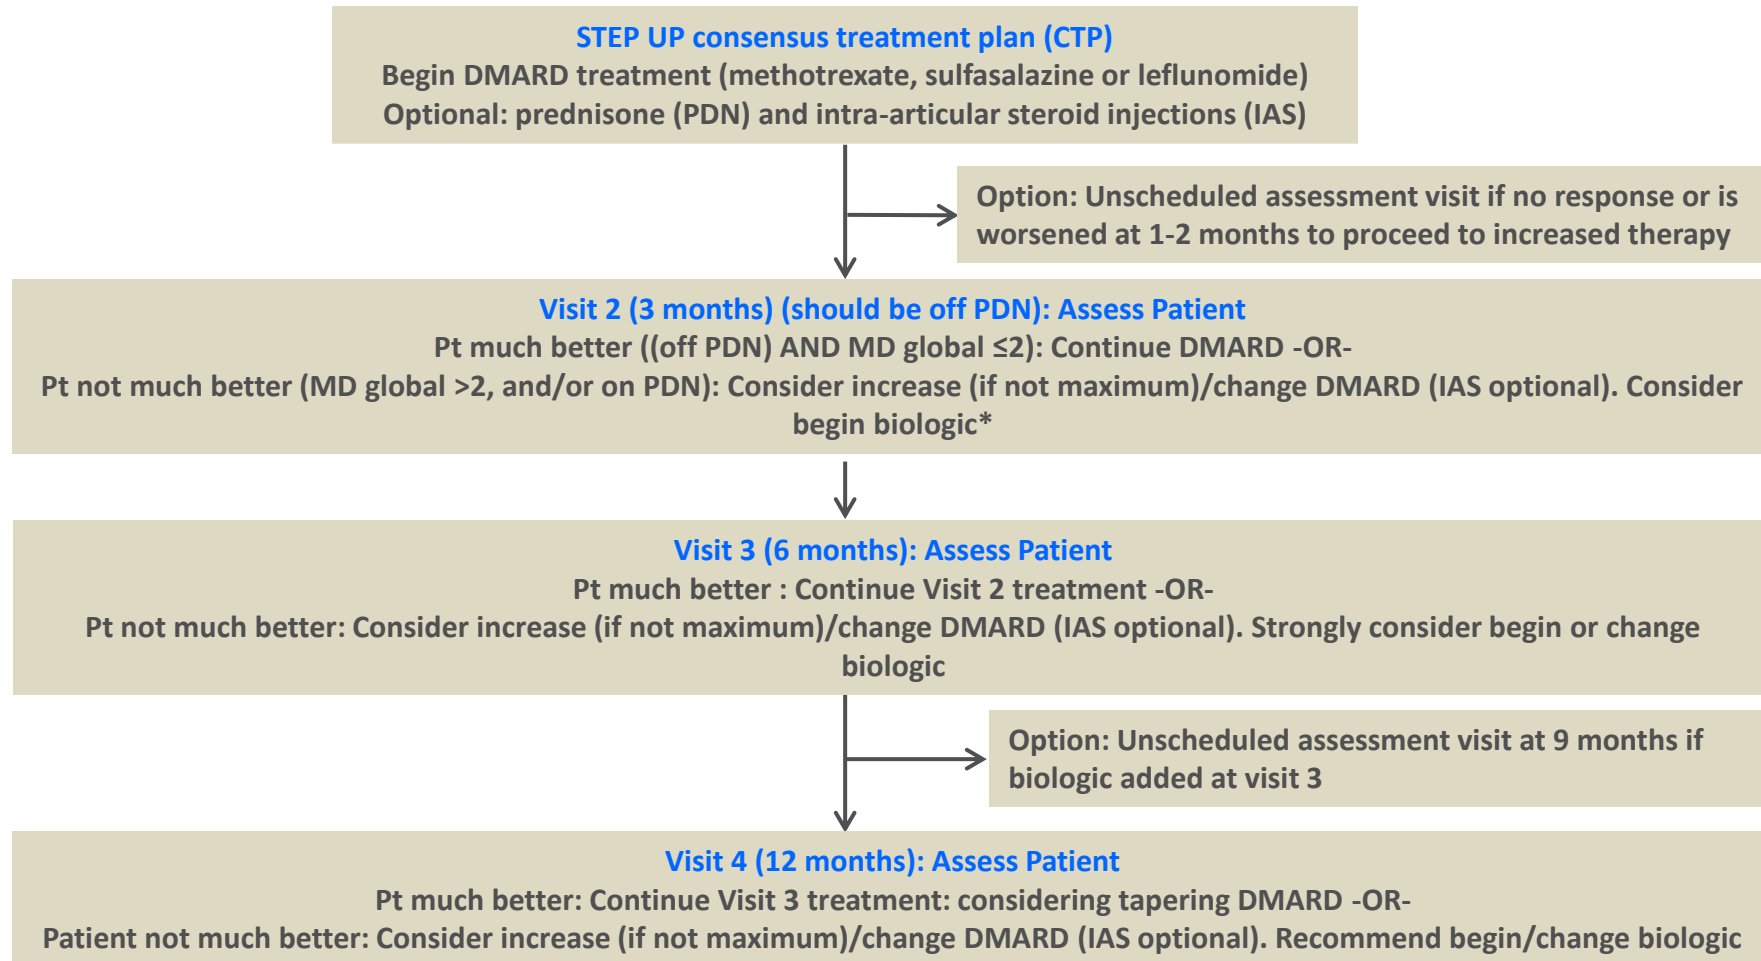 STEP UP consensus treatment plan (CTP)
Begin DMARD treatment (methotrexate, sulfasalazine or leflunomide)
Optional: prednisone (PDN) and intra-articular steroid injections (IAS)
Option: Unscheduled assessment visit if no response or is
worsened at 1-2 months to proceed to increased therapy
Visit 2 (3 months) (should be off PDN): Assess Patient
Pt much better ((off PDN) AND MD global ≤2): Continue DMARD -OR-
Pt not much better (MD global >2, and/or on PDN): Consider increase (if not maximum)/change DMARD (IAS optional). Consider
begin biologic*
Visit 3 (6 months): Assess Patient
Pt much better : Continue Visit 2 treatment -OR-
Pt not much better: Consider increase (if not maximum)/change DMARD (IAS optional). Strongly consider begin or change
biologic
Option: Unscheduled assessment visit at 9 months if
biologic added at visit 3
Visit 4 (12 months): Assess Patient
Pt much better: Continue Visit 3 treatment: considering tapering DMARD -OR-
Patient not much better: Consider increase (if not maximum)/change DMARD (IAS optional). Recommend begin/change biologic